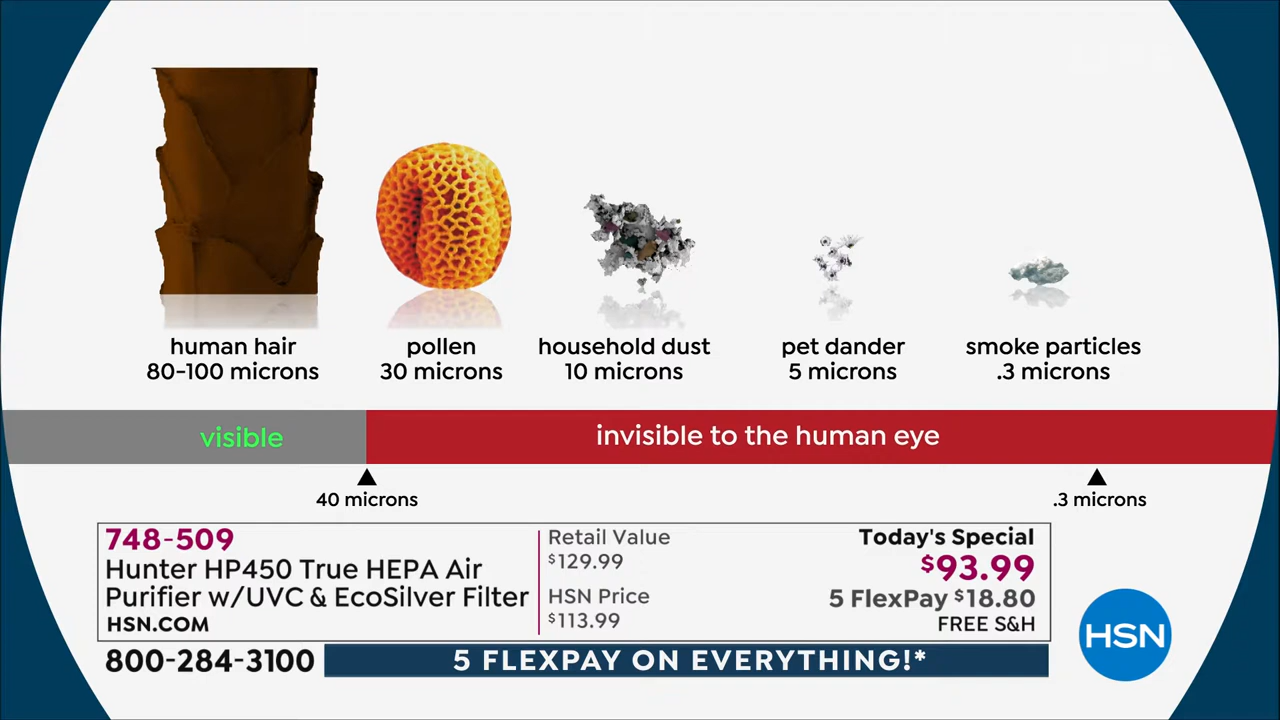 human hair
80-100 microns
pollen
30 microns
household dust
10 microns
pet dander
5 microns
smoke particles
.3 microns
visible
invisible to the human eye
40 microns
.3 microns
748-509
Hunter HP450 True HEPA Air
Purifier w/UVC & EcoSilver Filter
HSN.COM
Retail Value
$129.99
HSN Price
$113.99
Today's Special
$93.99
5 FlexPay $18.80
FREE S&H
HSN
800-284-3100
5 FLEXPAY ON EVERYTHING!*